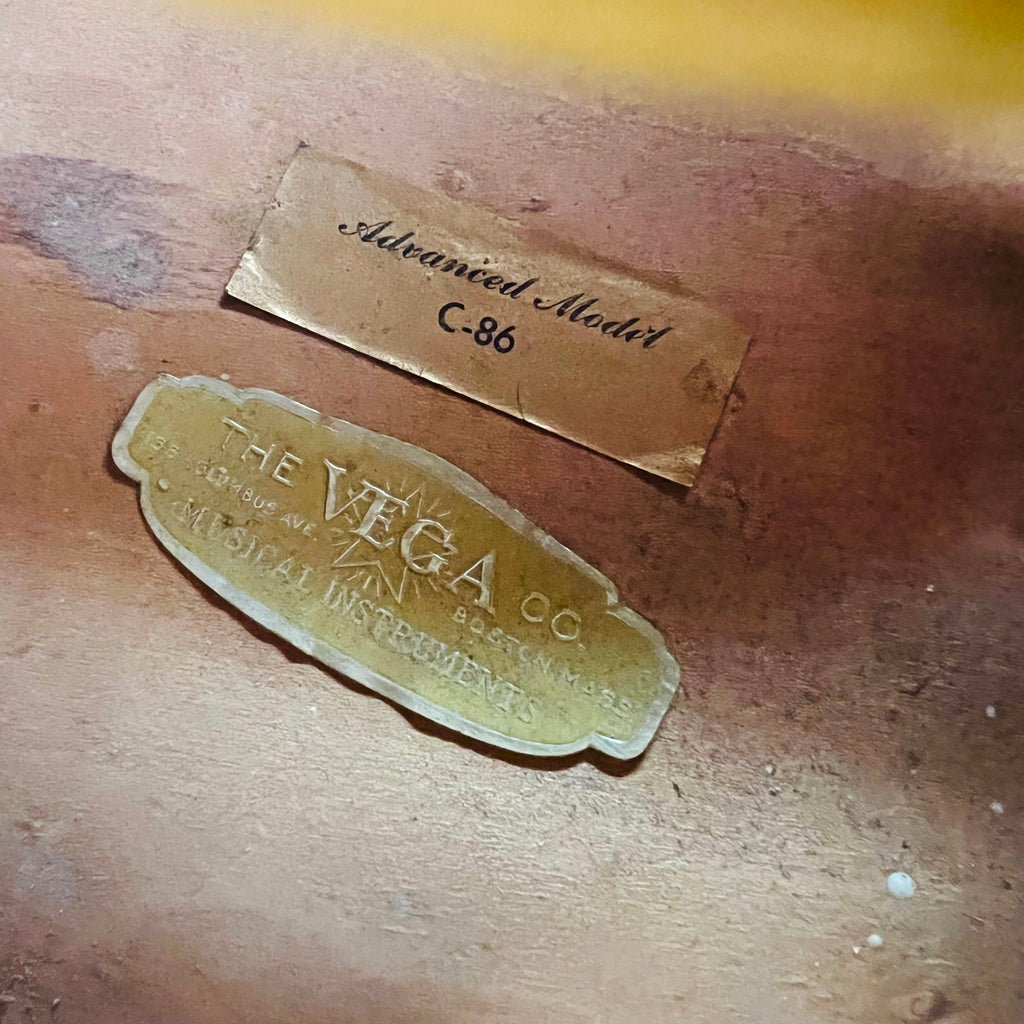 Advanced Model
C-86
THE VEGA CO.
COLUMBUS AVE. BOSTON, MASS
MUSICAL INSTRUMENTS